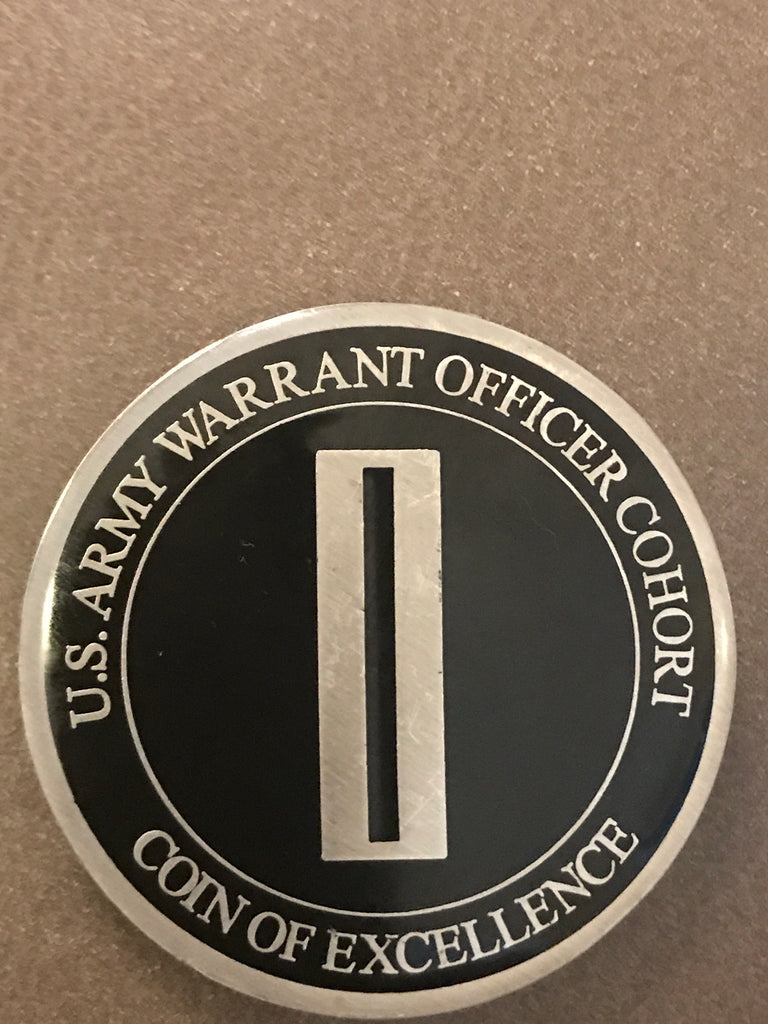 U.S. ARMY WARRANT OFFICER COHORT
COIN OF EXCELLENCE